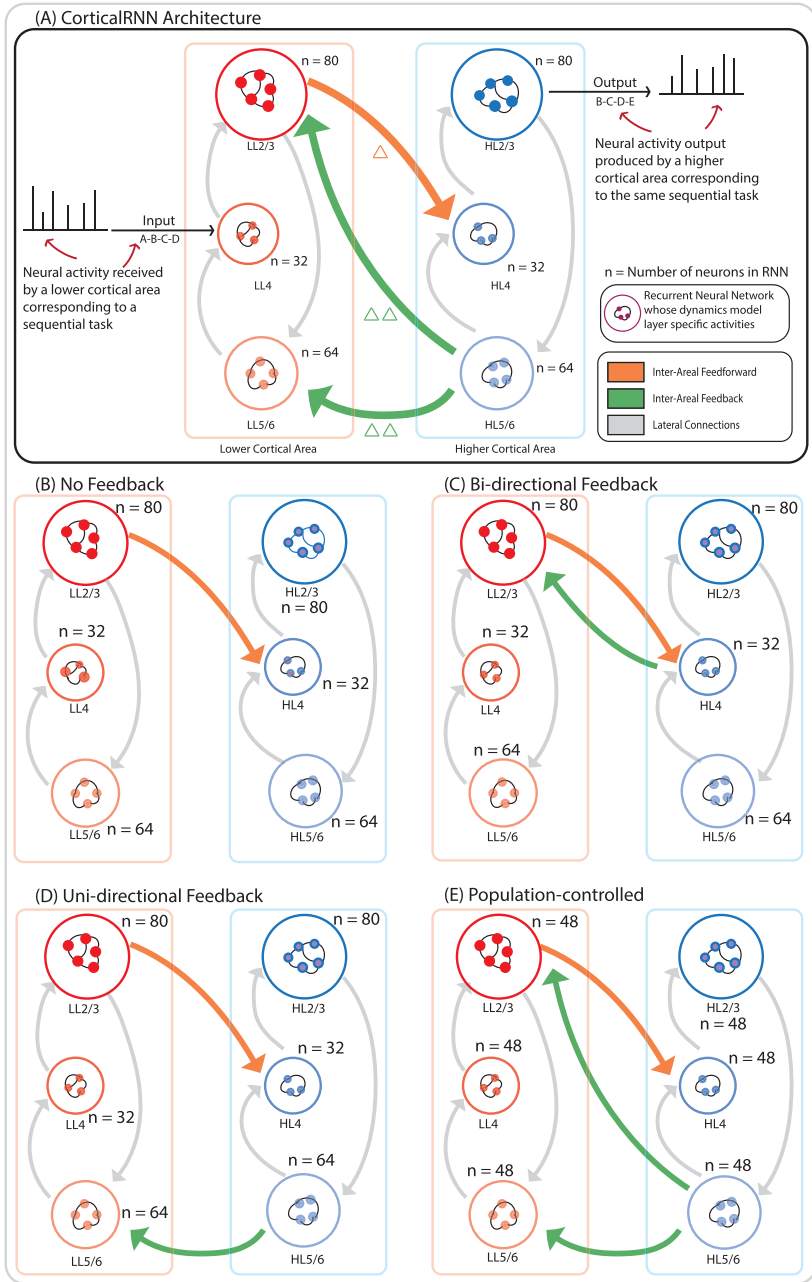 (A) CorticalRNN Architecture
n = 80
LL2/3
n = 80
HL2/3
Output
B-C-D-E
Neural activity output
produced by a higher
cortical area corresponding
to the same sequential task
Input
A-B-C-D
Neural activity received
by a lower cortical area
corresponding to a
sequential task
n = 32
LL4
n = 32
HL4
n = 64
LL5/6
n = 64
HL5/6
Lower Cortical Area
Higher Cortical Area
n = Number of neurons in RNN
Recurrent Neural Network
whose dynamics model
layer specific activities
Inter-Areal Feedforward
Inter-Areal Feedback
Lateral Connections
(B) No Feedback
n = 80
LL2/3
HL2/3
n = 80
n = 32
LL4
n = 32
HL4
LL5/6
n = 64
HL5/6
n = 64
(C) Bi-directional Feedback
n = 80
LL2/3
n = 80
HL2/3
n = 32
LL4
n = 32
HL4
n = 64
LL5/6
HL5/6
n = 64
(D) Uni-directional Feedback
n = 80
LL2/3
n = 80
HL2/3
LL4
n = 32
n = 32
HL4
n = 64
LL5/6
n = 64
HL5/6
(E) Population-controlled
n = 48
LL2/3
HL2/3
n = 48
n = 48
LL4
n = 48
HL4
n = 48
LL5/6
n = 48
HL5/6